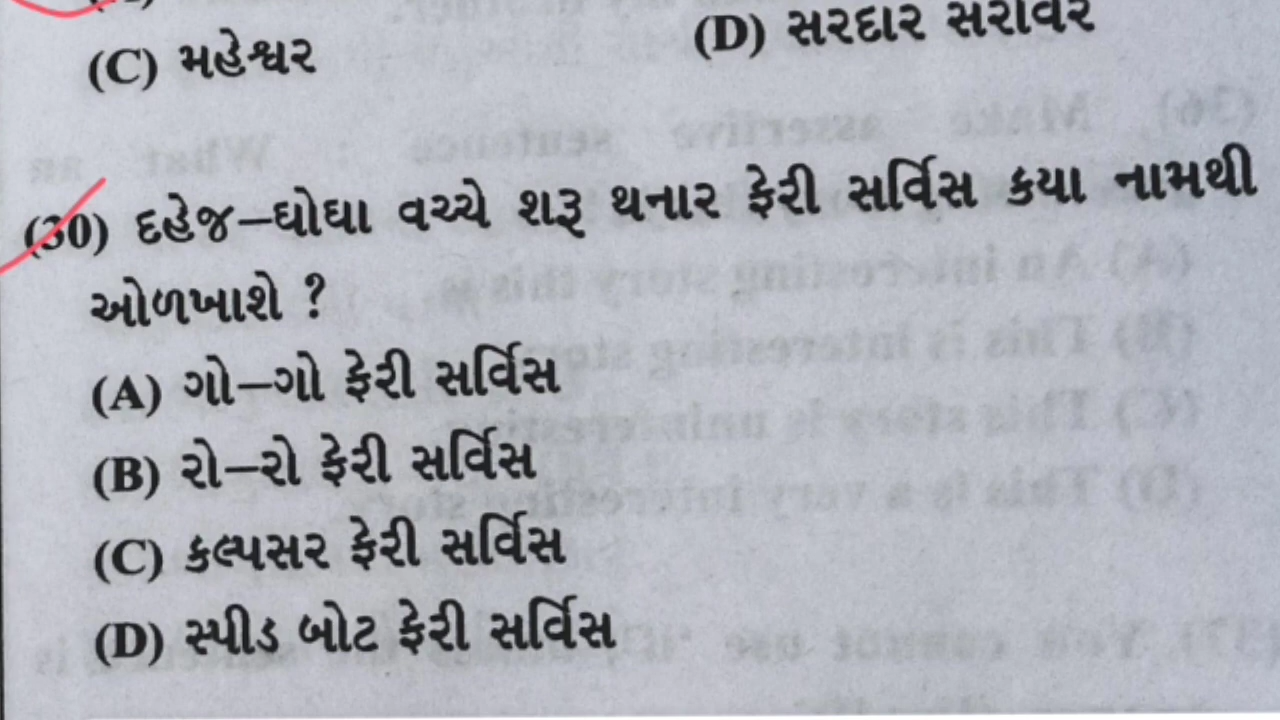 (C) મહેશ્વર (D) સરદાર સરોવર
(30) દહેજ–ઘોઘા વચ્ચે શરૂ થનાર ફેરી સર્વિસ કયા નામથી
ઓળખાશે ?
(A) ગો–ગો ફેરી સર્વિસ
(B) રો–રો ફેરી સર્વિસ
(C) કલ્પસર ફેરી સર્વિસ
(D) સ્પીડ બોટ ફેરી સર્વિસ